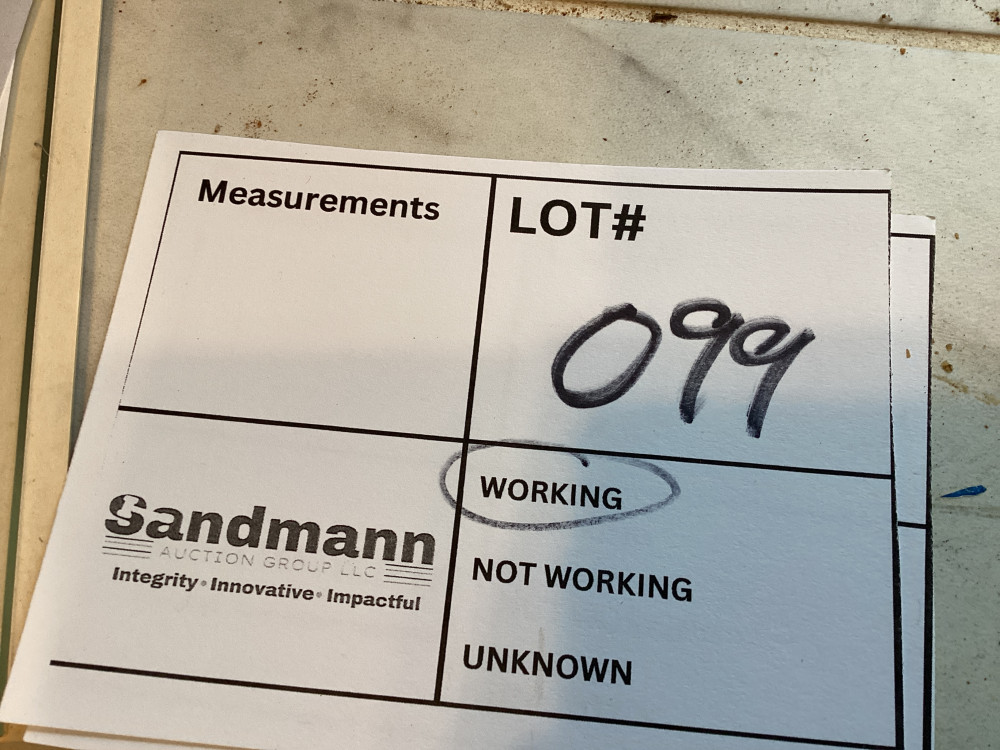 Measurements
LOT#
099
WORKING
NOT WORKING
UNKNOWN
Sandmann
AUCTION GROUP LLC
Integrity • Innovative • Impactful